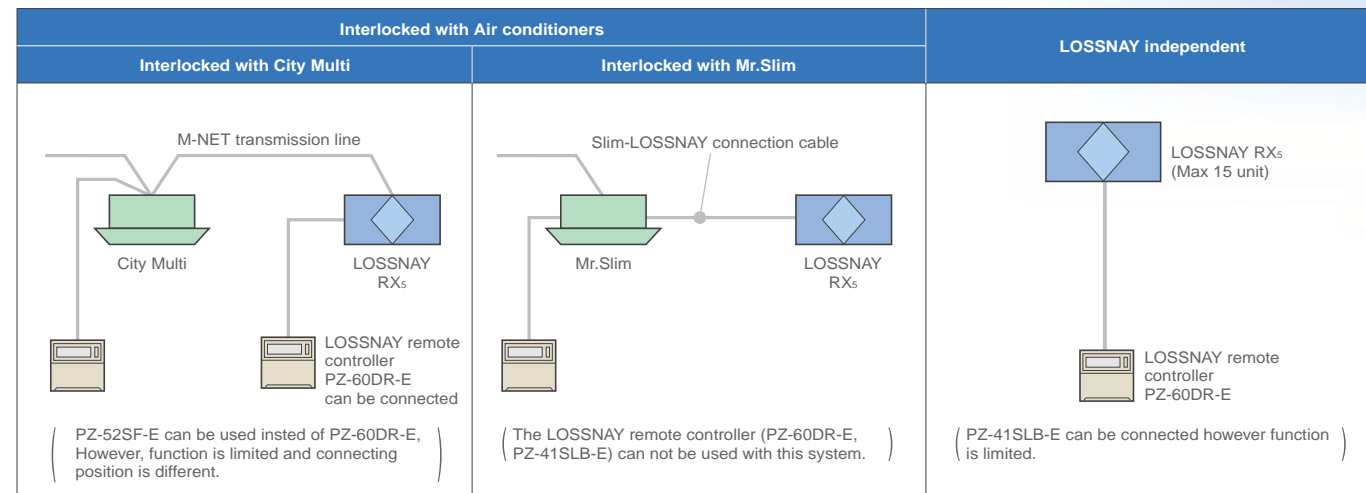 Interlocked with Air conditioners
LOSSNAY independent
Interlocked with City Multi
Interlocked with Mr.Slim
M-NET transmission line
City Multi
LOSSNAY
RX5
LOSSNAY remote
controller
PZ-60DR-E
can be connected
PZ-52SF-E can be used insted of PZ-60DR-E,
However, function is limited and connecting
position is different.
Slim-LOSSNAY connection cable
Mr.Slim
LOSSNAY
RX5
The LOSSNAY remote controller (PZ-60DR-E,
PZ-41SLB-E) can not be used with this system.
LOSSNAY RX5
(Max 15 unit)
LOSSNAY remote
controller
PZ-60DR-E
PZ-41SLB-E can be connected however function
is limited.